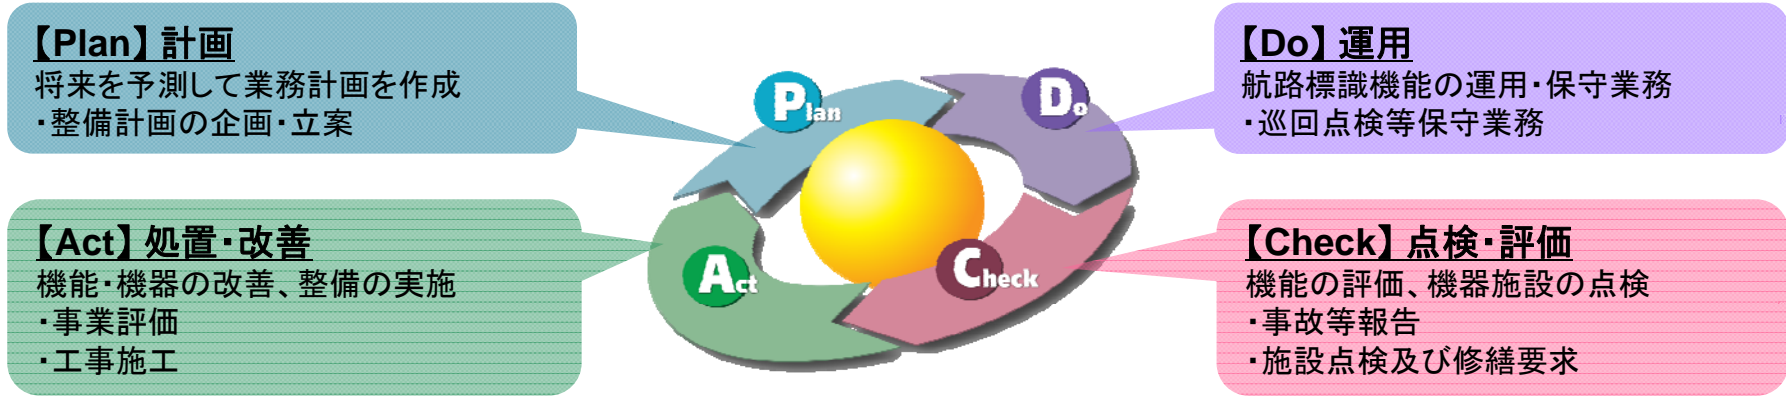 【Plan】計画
将来を予測して業務計画を作成
・整備計画の企画・立案
【Do】運用
航路標識機能の運用・保守業務
・巡回点検等保守業務
Plan
Do
Act
Check
【Act】処置・改善
機能・機器の改善、整備の実施
・事業評価
・工事施工
【Check】点検・評価
機能の評価、機器施設の点検
・事故等報告
・施設点検及び修繕要求